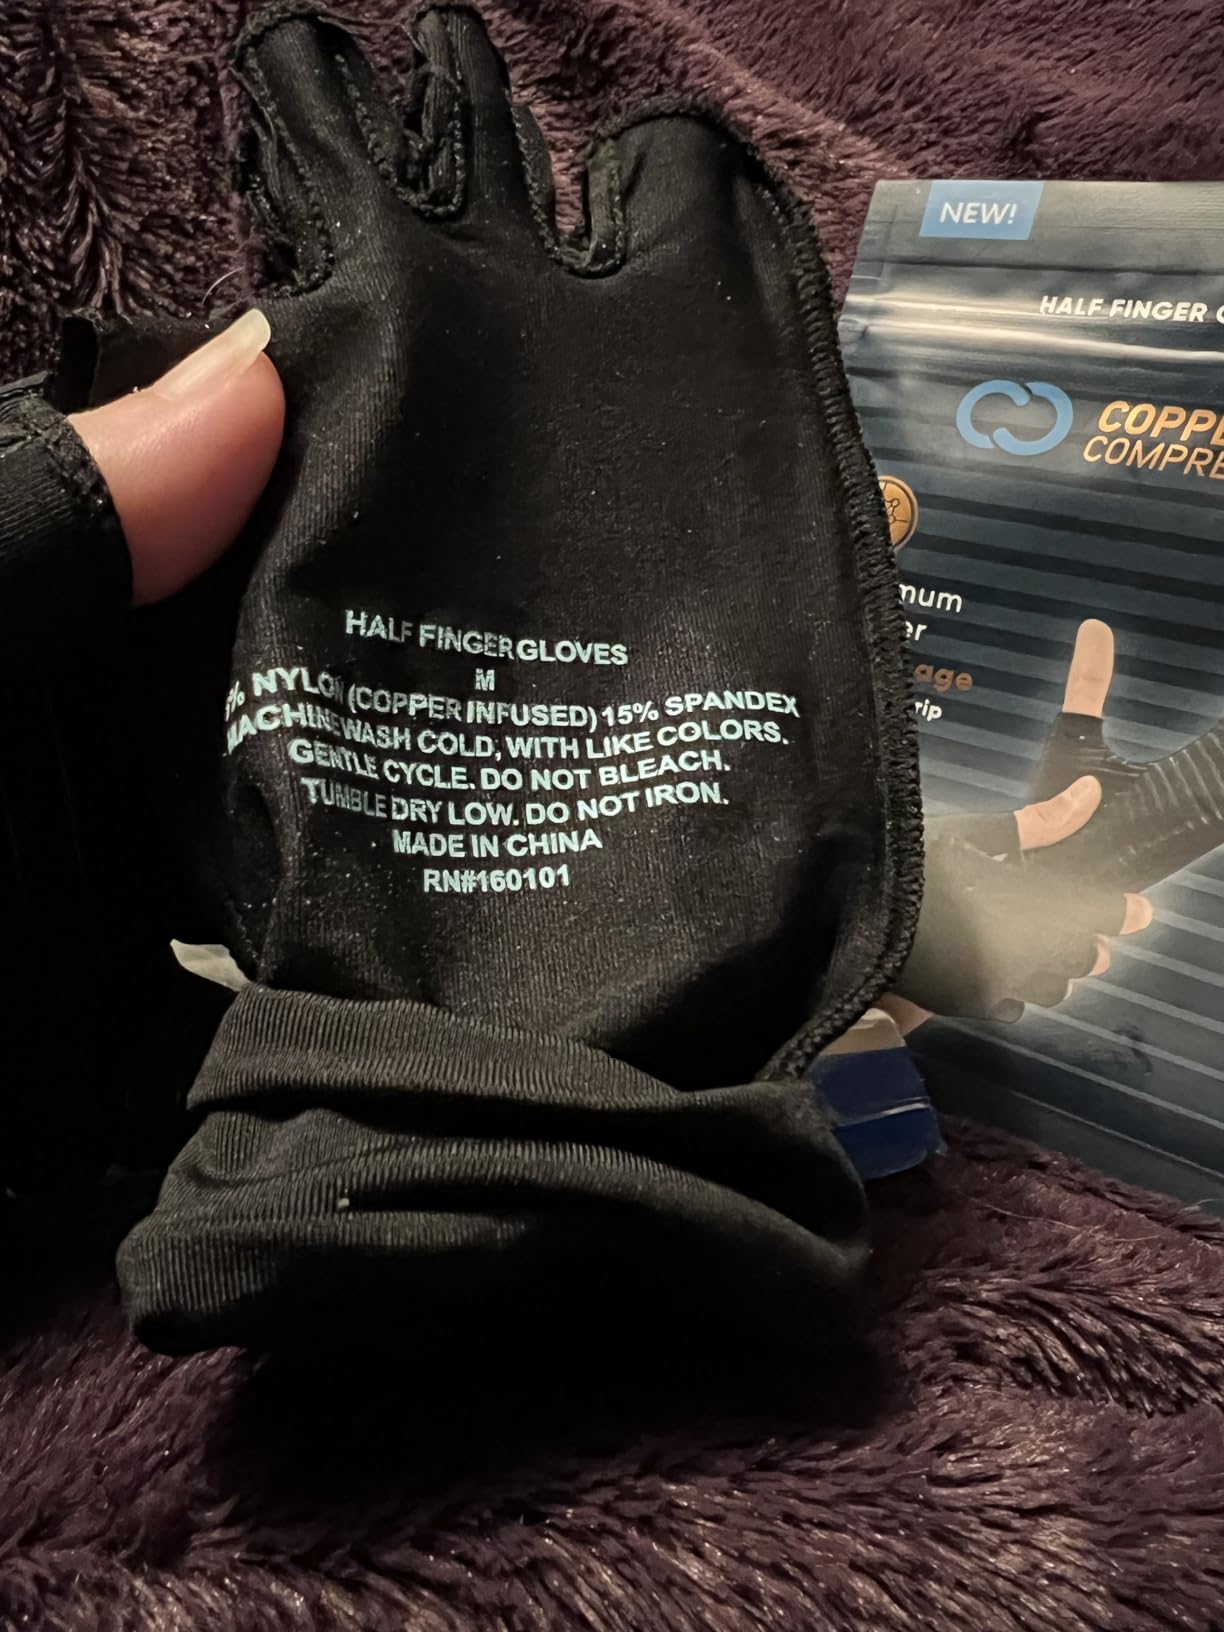 NEW!
HALF FINGER
COMPRE
HALF FINGER GLOVES
M
% NYLON (COPPER INFUSED) 15% SPANDEX
MACHINE WASH COLD, WITH LIKE COLORS.
GENTLE CYCLE. DO NOT BLEACH.
TUMBLE DRY LOW. DO NOT IRON.
MADE IN CHINA
RN#160101